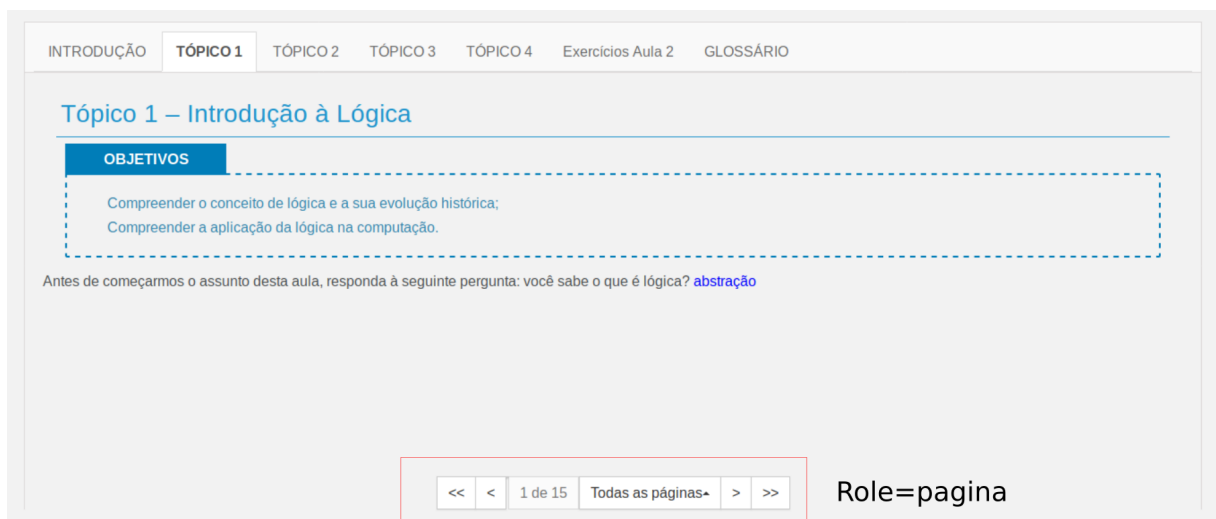 INTRODUÇÃO TÓPICO 1 TÓPICO 2 TÓPICO 3 TÓPICO 4 Exercícios Aula 2 GLOSSÁRIO
Tópico 1 – Introdução à Lógica
OBJETIVOS
Compreender o conceito de lógica e a sua evolução histórica;
Compreender a aplicação da lógica na computação.
Antes de começarmos o assunto desta aula, responda à seguinte pergunta: você sabe o que é lógica? abstração
<< < 1 de 15 Todas as páginas > >> Role=pagina